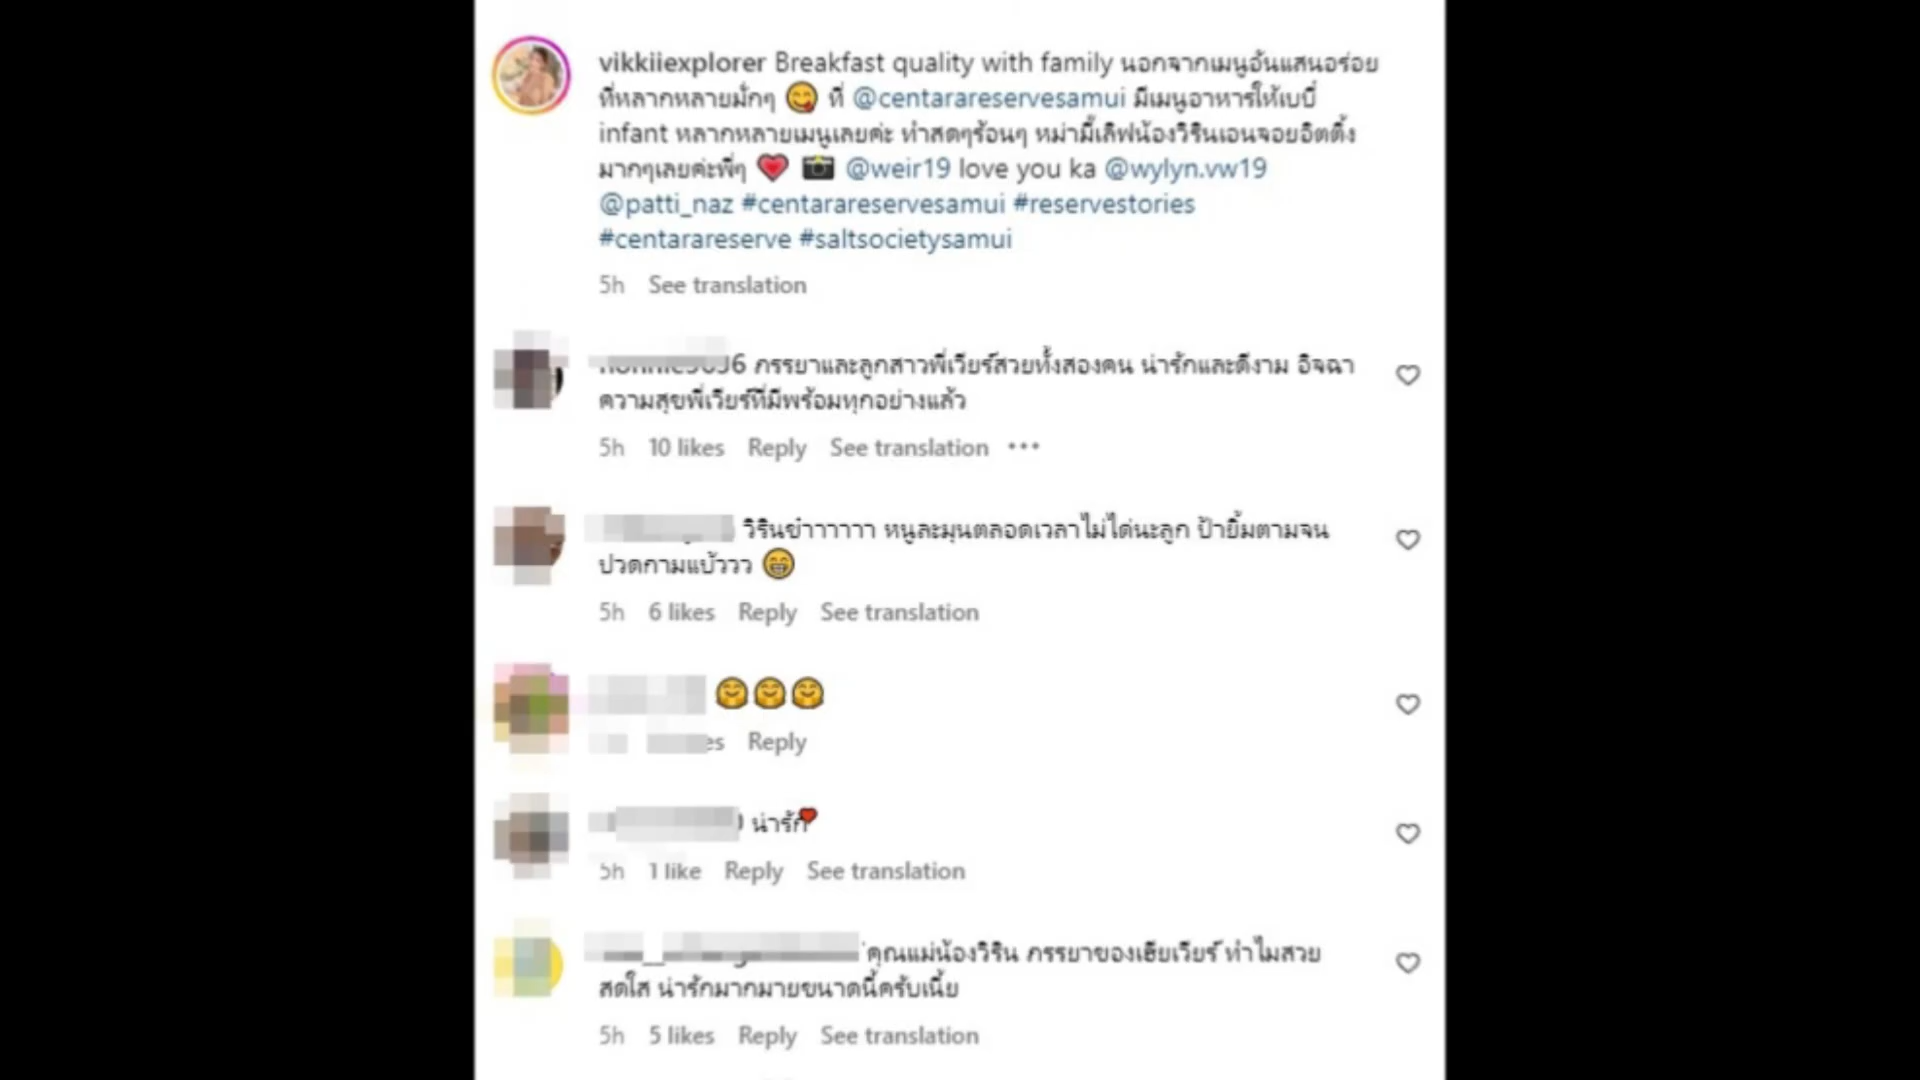 vikkiiexplorer Breakfast quality with family นอกจากเมนูอันแสนอร่อย
ที่หลากหลายมั่กๆ 😋 ที่ @centarareservesamui มีเมนูอาหารให้เบบี๋
infant หลากหลายเมนูเลยค่ะ ทำสดๆร้อนๆ หม่ามี๊เลิฟน้องวิรินเอนจอยอิตติ้ง
มากๆเลยค่ะพี่ๆ 💗 📸 @weir19 love you ka @wylyn.vw19
@patti_naz #centarareservesamui #reservestories
#centarareserve #saltsocietysamui
5h See translation
ภรรยาและลูกสาวพี่เวียร์สวยทั้งสองคน น่ารักและดีงาม อิจฉา
ความสุขพี่เวียร์ที่มีพร้อมทุกอย่างแล้ว
5h 10 likes Reply See translation •••
วิรินข๋าาาาาา หนูละมุนตลอดเวลาไม่ได่นะลูก ป้ายิ้มตามจน
ปวดกามแบ้ววว 😁
5h 6 likes Reply See translation
🤗🤗🤗
Reply
น่ารัก❣
5h 1 like Reply See translation
คุณแม่น้องวิริน ภรรยาของเฮียเวียร์ ทำไมสวย
สดใส น่ารักมากมายขนาดนี้ครับเนี้ย
5h 5 likes Reply See translation